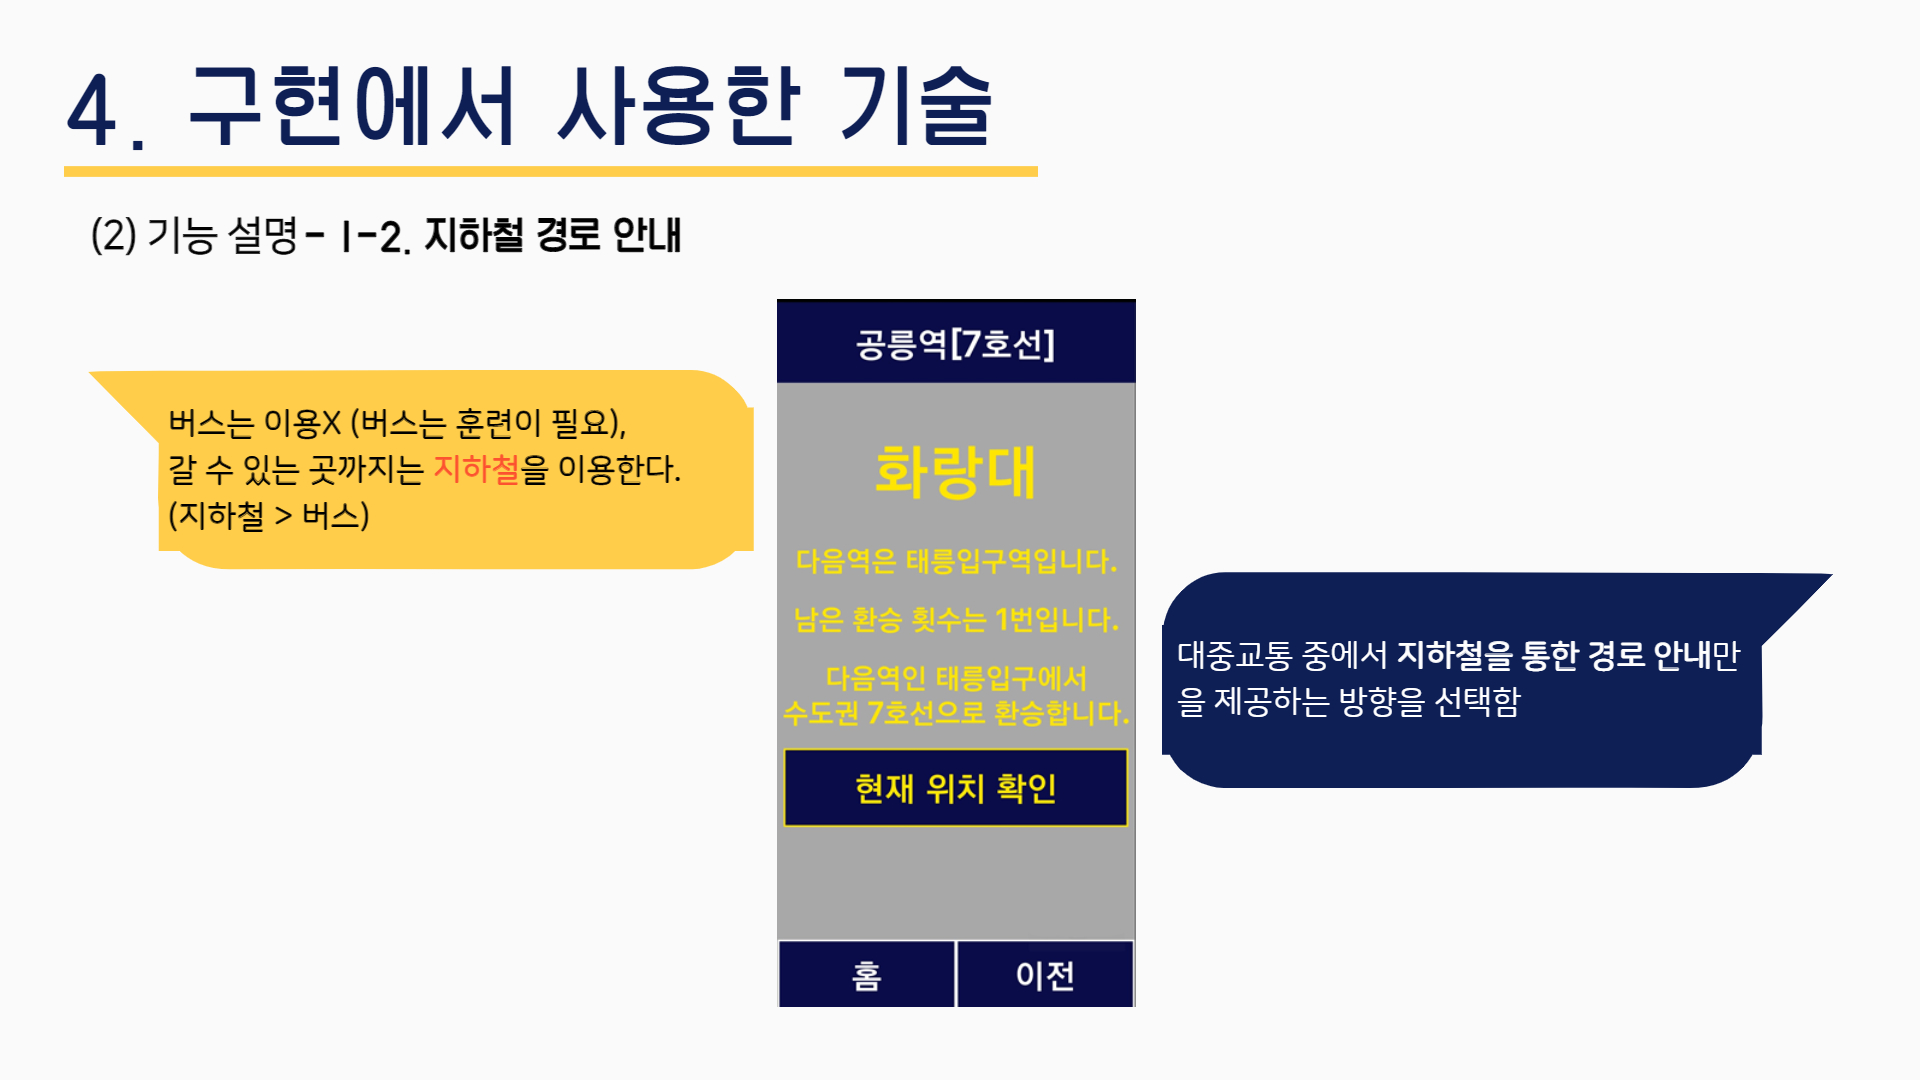 4. 구현에서 사용한 기술
(2) 기능 설명 - 1-2. 지하철 경로 안내
버스는 이용X (버스는 훈련이 필요),
갈 수 있는 곳까지는 지하철을 이용한다.
(지하철 > 버스)
공릉역[7호선]
화랑대
다음역은 태릉입구역입니다.
남은 환승 횟수는 1번입니다.
다음역인 태릉입구에서
수도권 7호선으로 환승합니다.
현재 위치 확인
홈
이전
대중교통 중에서 지하철을 통한 경로 안내만
을 제공하는 방향을 선택함